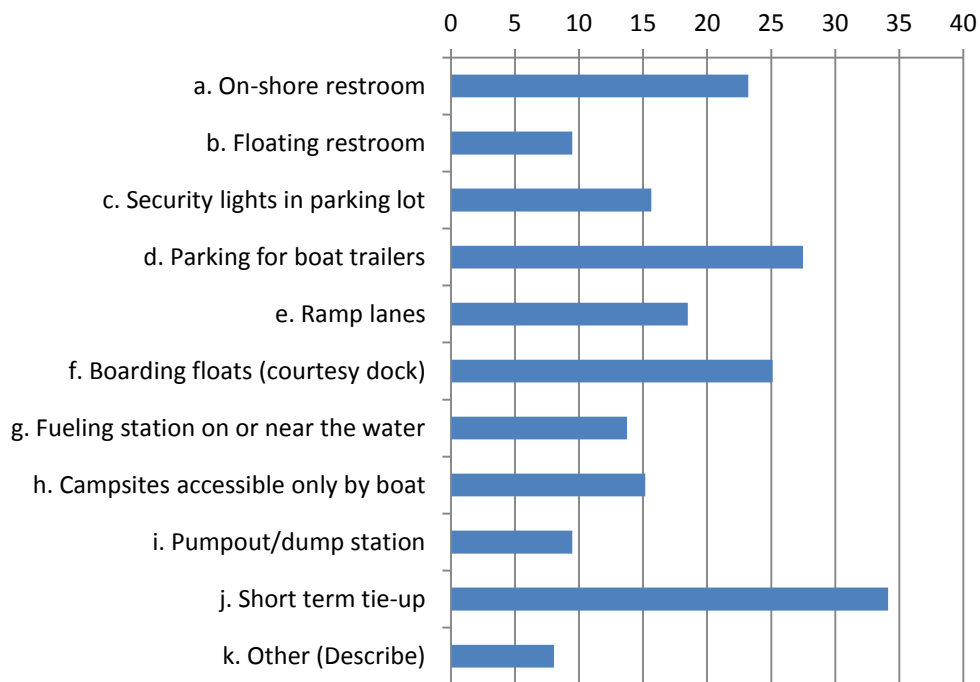 0 5 10 15 20 25 30 35 40
a. On-shore restroom
b. Floating restroom
c. Security lights in parking lot
d. Parking for boat trailers
e. Ramp lanes
f. Boarding floats (courtesy dock)
g. Fueling station on or near the water
h. Campsites accessible only by boat
i. Pumpout/dump station
j. Short term tie-up
k. Other (Describe)